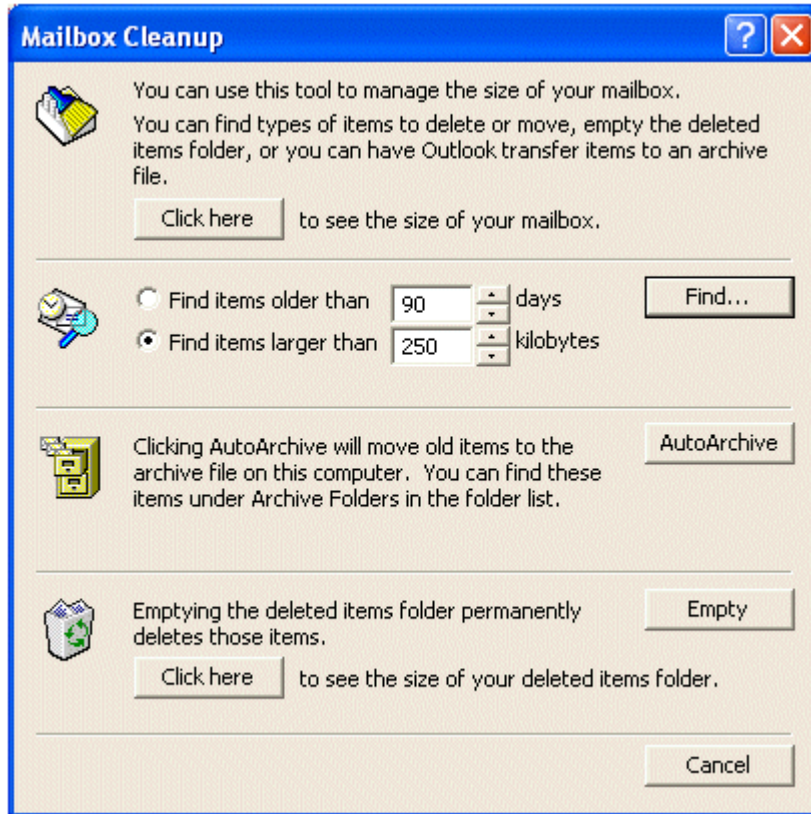 Mailbox Cleanup
You can use this tool to manage the size of your mailbox.
You can find types of items to delete or move, empty the deleted
items folder, or you can have Outlook transfer items to an archive
file.
Click here to see the size of your mailbox.
Find items older than 90 days Find...
Find items larger than 250 kilobytes
Clicking AutoArchive will move old items to the AutoArchive
archive file on this computer.  You can find these
items under Archive Folders in the folder list.
Emptying the deleted items folder permanently Empty
deletes those items.
Click here to see the size of your deleted items folder.
Cancel